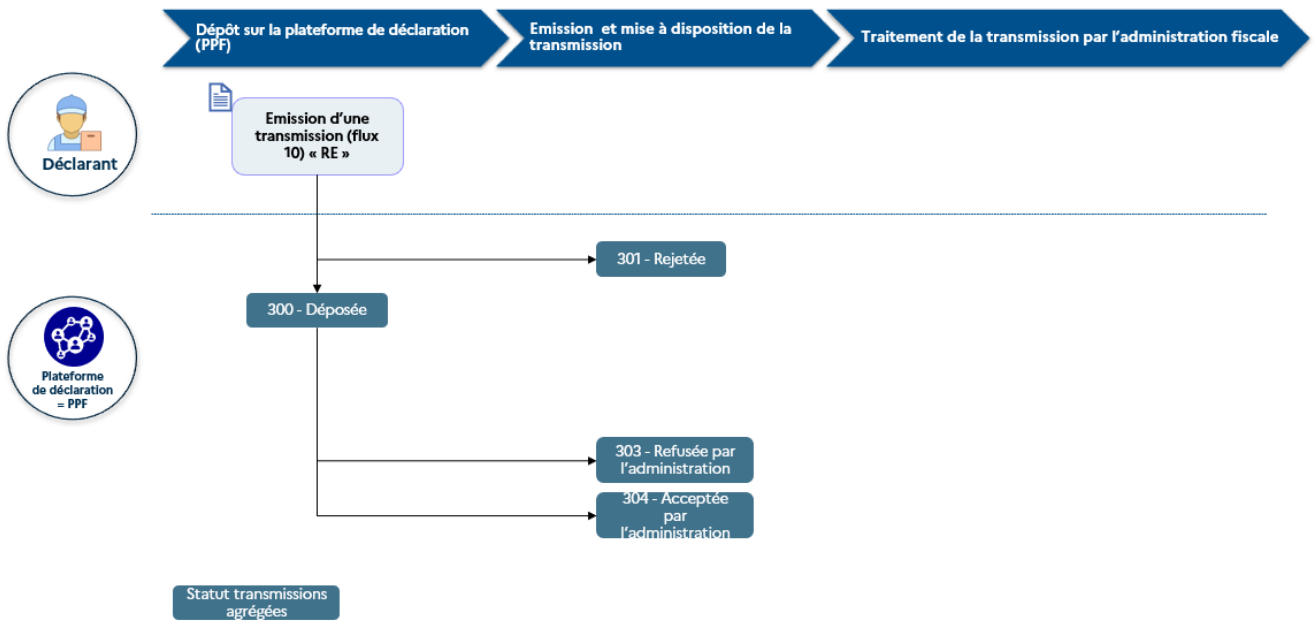 Dépôt sur la plateforme de déclaration
(PPF)
Emission et mise à disposition de la
transmission
Traitement de la transmission par l'administration fiscale
Déclarant
Emission d'une
transmission (flux
10) « RE »
301 - Rejetée
300 - Déposée
Plateforme
de déclaration
= PPF
303 - Refusée par
l'administration
304 - Acceptée
par
l'administration
Statut transmissions
agrégées